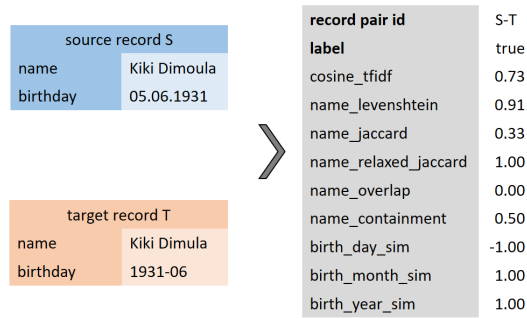 source record S
name Kiki Dimoula
birthday 05.06.1931
target record T
name Kiki Dimula
birthday 1931-06
record pair id S-T
label true
cosine_tfidf 0.73
name_levenshtein 0.91
name_jaccard 0.33
name_relaxed_jaccard 1.00
name_overlap 0.00
name_containment 0.50
birth_day_sim -1.00
birth_month_sim 1.00
birth_year_sim 1.00